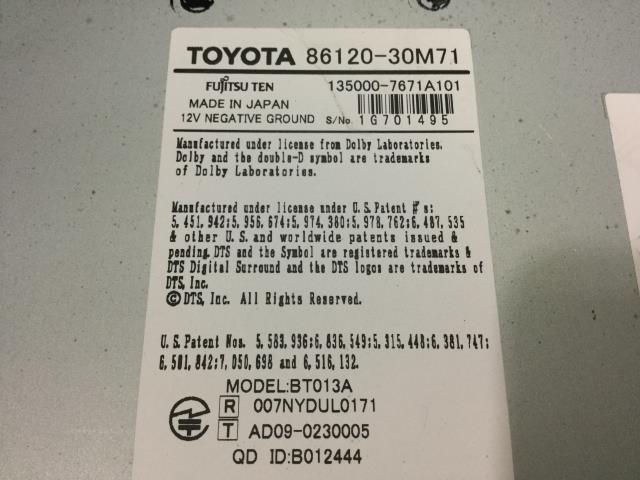 TOYOTA 86120-30M71
FUJITSU TEN 135000-7671A101
MADE IN JAPAN
12V NEGATIVE GROUND S/No 1G701495
Manufactured under license from Dolby Laboratories.
Dolby and the double-D symbol are trademarks
of Dolby Laboratories.
Manufactured under license under U.S. Patent #'s:
5,451,942;5,956,674;5,974,380;5,978,762;6,487,535
& other U.S. and worldwide patents issued &
pending. DTS and the Symbol are registered trademarks &
DTS Digital Surround and the DTS logos are trademarks of
DTS, Inc.
© DTS, Inc. All Rights Reserved.
U.S. Patent Nos. 5,583,936;6,836,549;5,315,448;6,381,747;
6,501,842;7,050,698 and 6,516,132.
MODEL:BT013A
R 007NYDUL0171
T AD09-0230005
QD ID:B012444